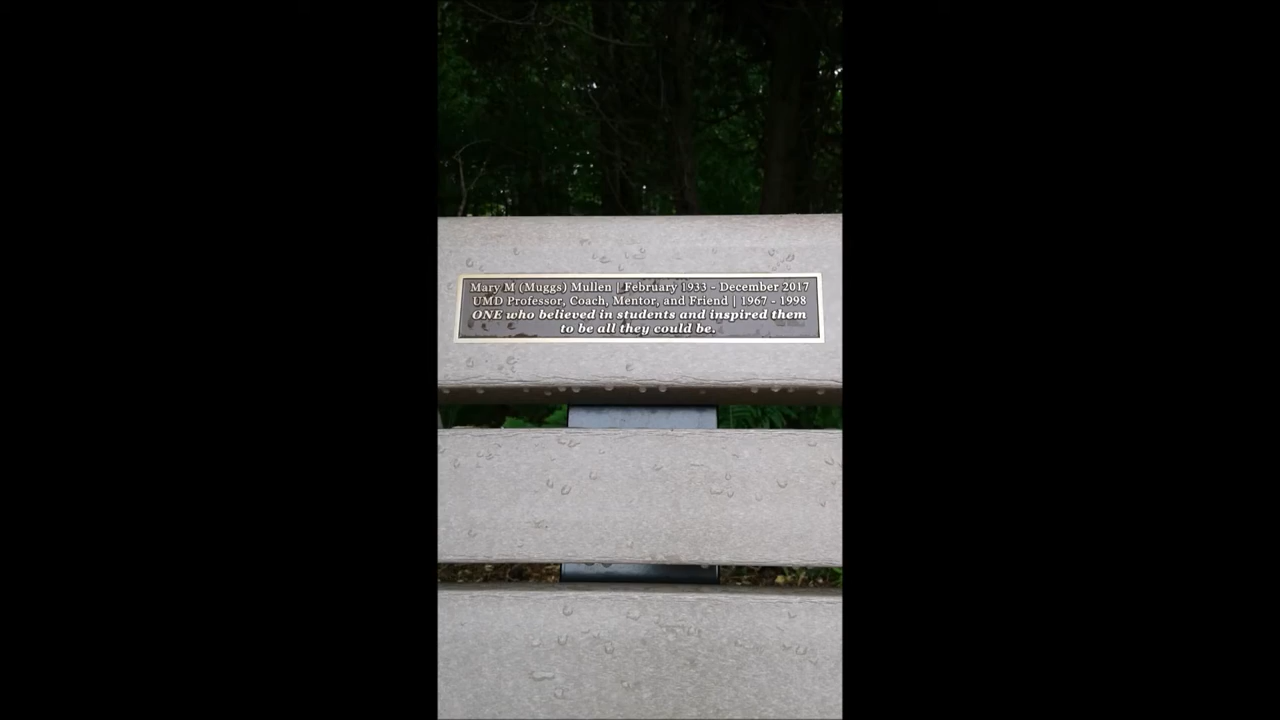 Mary M (Muggs) Mullen | February 1933 - December 2017
UMD Professor, Coach, Mentor, and Friend | 1967 - 1998
ONE who believed in students and inspired them
to be all they could be.